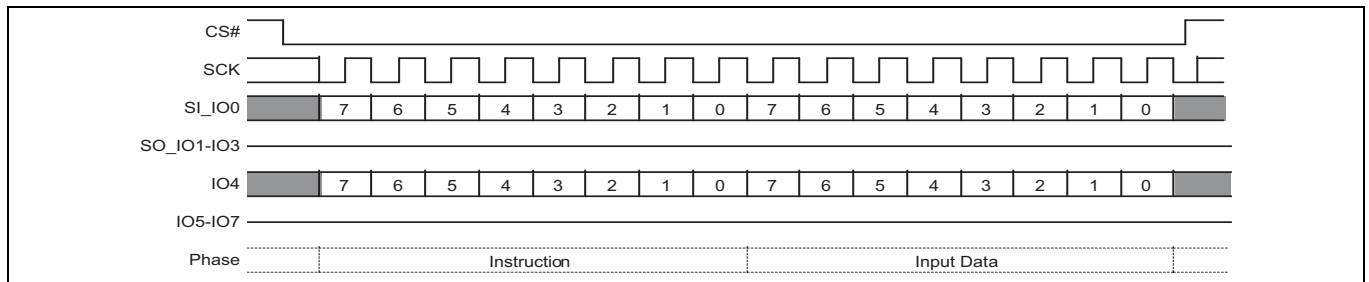 CS#
SCK
SI_IO0 7 6 5 4 3 2 1 0 7 6 5 4 3 2 1 0
SO_IO1-IO3
IO4 7 6 5 4 3 2 1 0 7 6 5 4 3 2 1 0
IO5-IO7
Phase Instruction Input Data